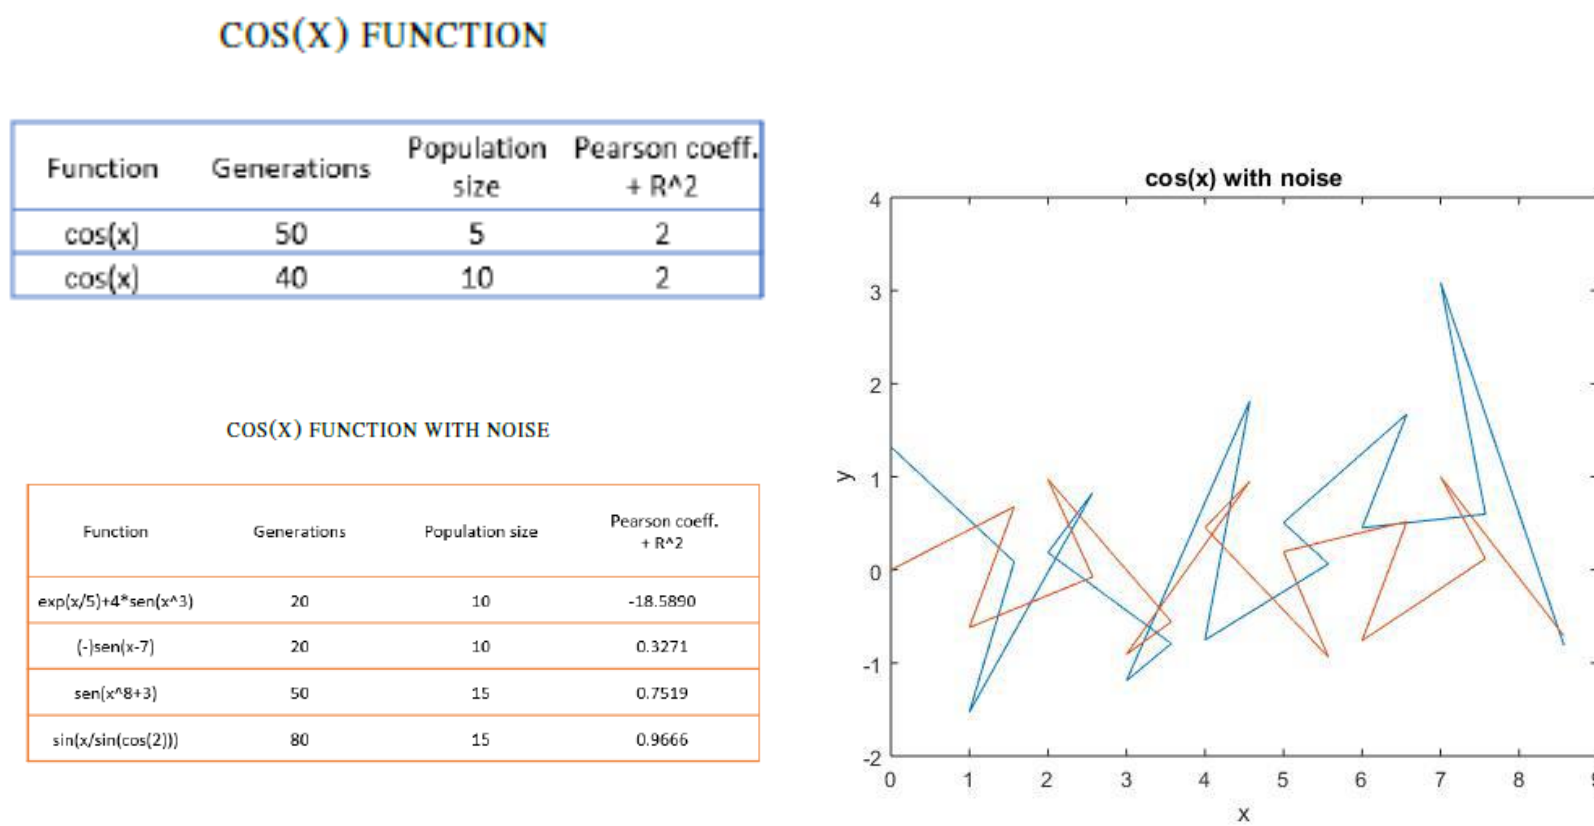 COS(X) FUNCTION
Function Generations Population size Pearson coeff. + R^2
cos(x) 50 5 2
cos(x) 40 10 2
COS(X) FUNCTION WITH NOISE
Function Generations Population size Pearson coeff. + R^2
exp(x/5)+4*sen(x^3) 20 10 -18.5890
(-)sen(x-7) 20 10 0.3271
sen(x^8+3) 50 15 0.7519
sin(x/sin(cos(2))) 80 15 0.9666
cos(x) with noise
4
3
2
1
0
-1
-2
y
0 1 2 3 4 5 6 7 8
x